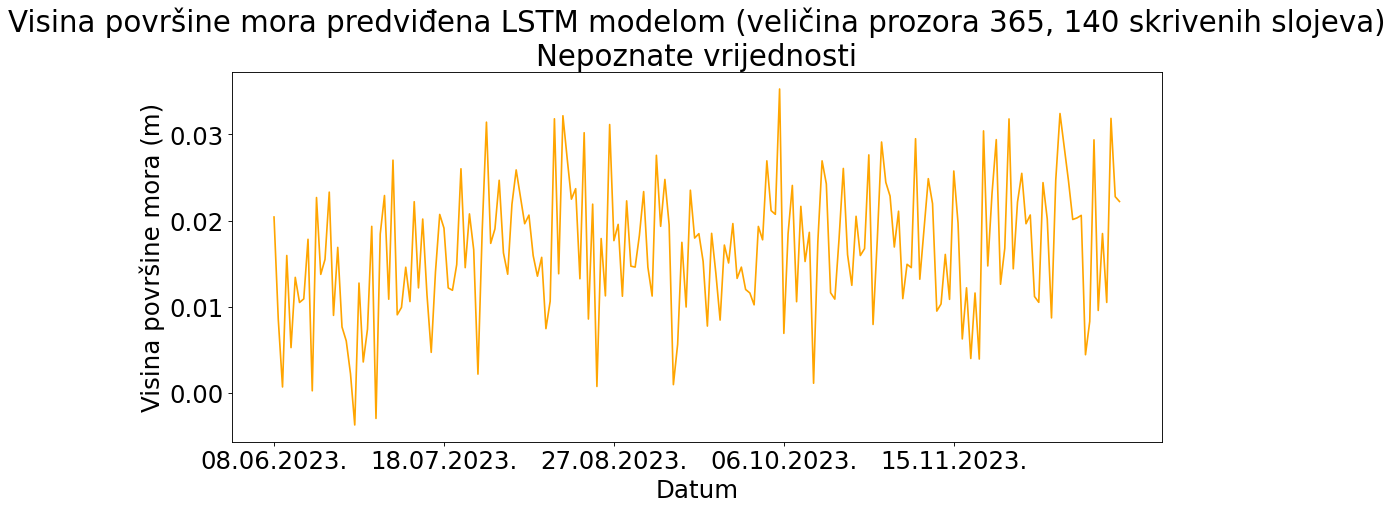 Visina površine mora predviđena LSTM modelom (veličina prozora 365, 140 skrivenih slojeva)
Nepoznate vrijednosti
Visina površine mora (m)
0.03
0.02
0.01
0.00
08.06.2023. 18.07.2023. 27.08.2023. 06.10.2023. 15.11.2023.
Datum